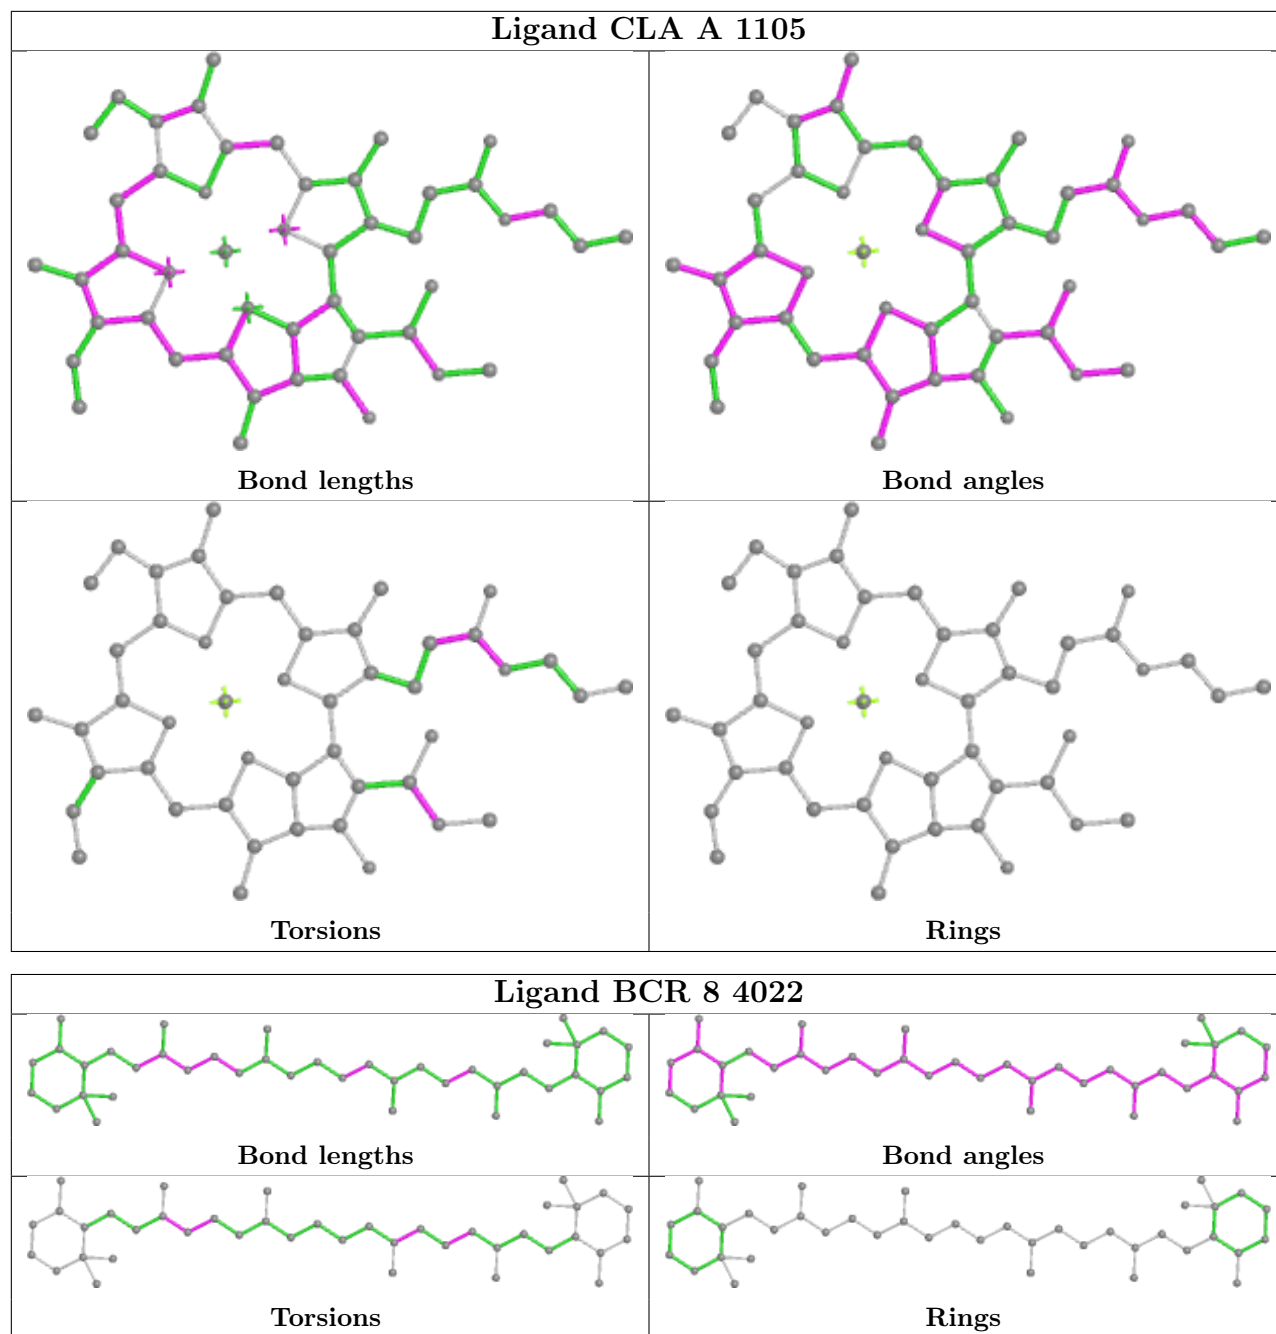 Ligand CLA A 1105
Bond lengths
Bond angles
Torsions
Rings
Ligand BCR 8 4022
Bond lengths
Bond angles
Torsions
Rings